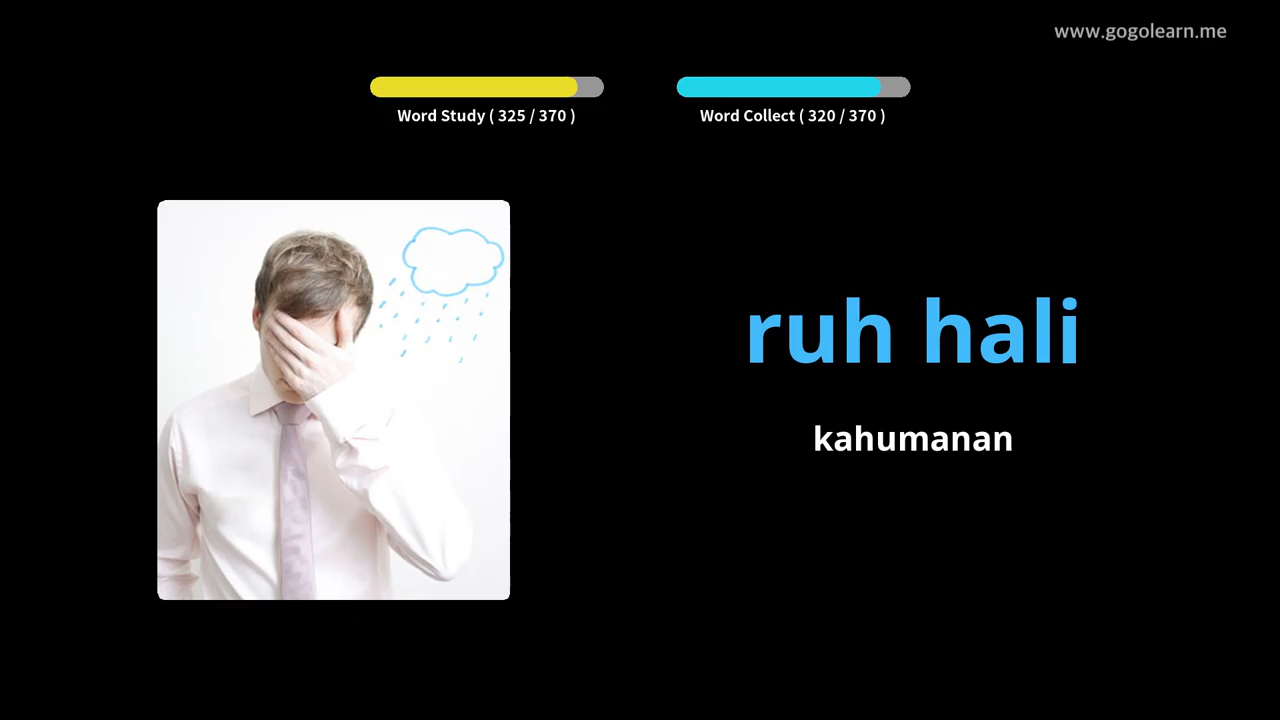 www.gogolearn.me
Word Study ( 325 / 370 )
Word Collect ( 320 / 370 )
ruh hali
kahumanan